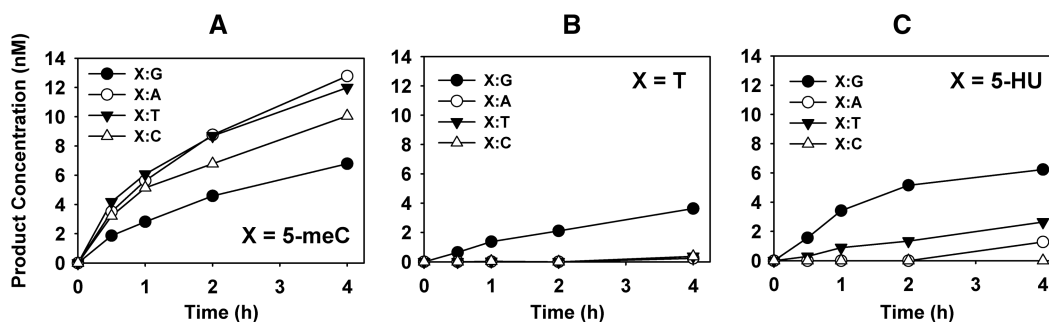 A
B
C
Product Concentration (nM)
14
12
10
8
6
4
2
0
X:G
X:A
X:T
X:C
X = 5-meC
0
1
2
3
4
Time (h)
14
12
10
8
6
4
2
0
X:G
X:A
X:T
X:C
X = T
0
1
2
3
4
Time (h)
14
12
10
8
6
4
2
0
X:G
X:A
X:T
X:C
X = 5-HU
0
1
2
3
4
Time (h)